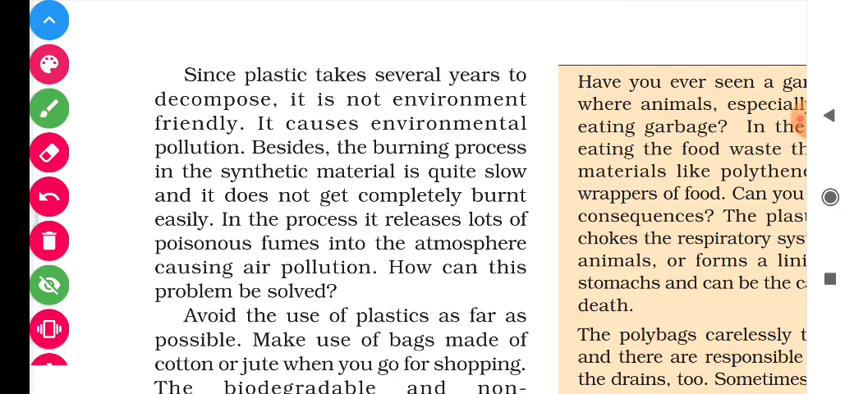 Since plastic takes several years to
decompose, it is not environment
friendly. It causes environmental
pollution. Besides, the burning process
in the synthetic material is quite slow
and it does not get completely burnt
easily. In the process it releases lots of
poisonous fumes into the atmosphere
causing air pollution. How can this
problem be solved?
Avoid the use of plastics as far as
possible. Make use of bags made of
cotton or jute when you go for shopping.
The biodegradable and non-
Have you ever seen a
where animals, especially
eating garbage? In the
eating the food waste
materials like
wrappers of food. Can you
consequences? The
chokes the respiratory
animals, or forms a
stomachs and can be the
death.
The polybags carelessly
and there are responsible
the drains, too. Sometimes